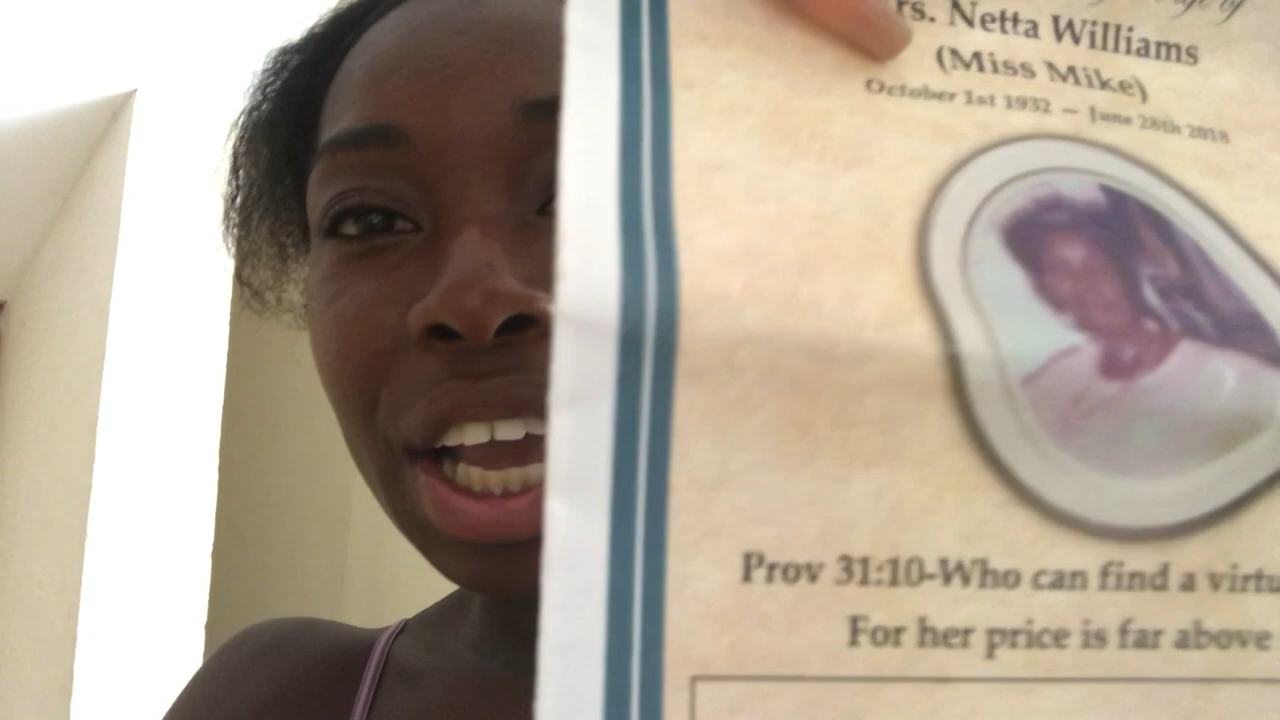 rs. Netta Williams
(Miss Mike)
October 1st 1932 – June 28th 2018
Prov 31:10-Who can find a virtu
For her price is far above